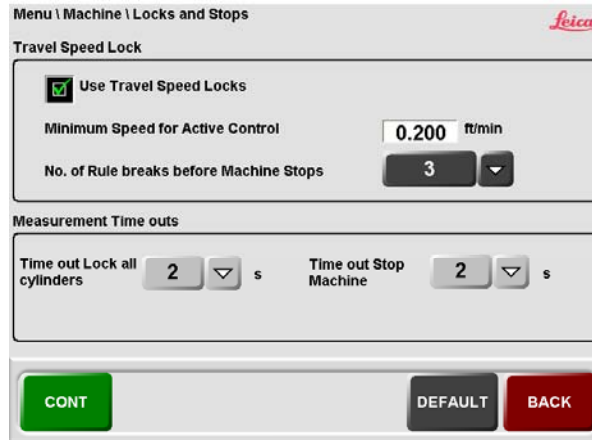 Menu \ Machine \ Locks and Stops
Leica
Travel Speed Lock
Use Travel Speed Locks
Minimum Speed for Active Control 0.200 ft/min
No. of Rule breaks before Machine Stops 3
Measurement Time outs
Time out Lock all cylinders 2 s
Time out Stop Machine 2 s
CONT DEFAULT BACK